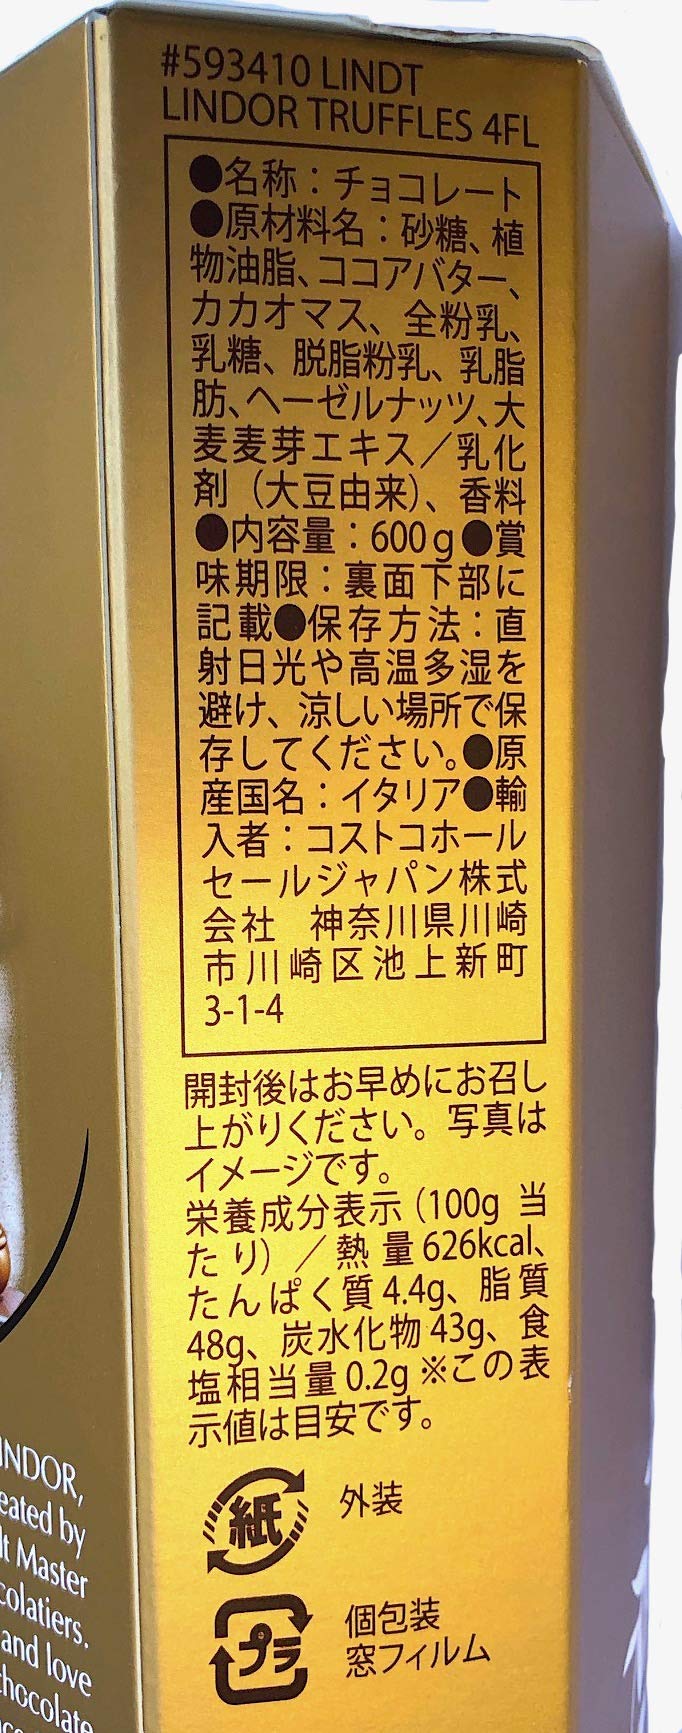 #593410 LINDT
LINDOR TRUFFLES 4FL
●名称：チョコレート
●原材料名：砂糖、植
物油脂、ココアバター、
カカオマス、全粉乳、
乳糖、脱脂粉乳、乳脂
肪、ヘーゼルナッツ、大
麦麦芽エキス／乳化
剤（大豆由来）、香料
●内容量：600g●賞
味期限：裏面下部に
記載●保存方法：直
射日光や高温多湿を
避け、涼しい場所で保
存してください。●原
産国名：イタリア●輸
入者：コストコホール
セールジャパン株式
会社　神奈川県川崎
市川崎区池上新町
3-1-4
開封後はお早めにお召し
上がりください。写真は
イメージです。
栄養成分表示（100g 当
たり）／熱量626kcal、
たんぱく質4.4g、脂質
48g、炭水化物43g、食
塩相当量0.2g ※この表
示値は目安です。
紙 外装
プラ 個包装
窓フィルム
INDOR,
eated by
dt Master
colatiers.
and love
chocolate